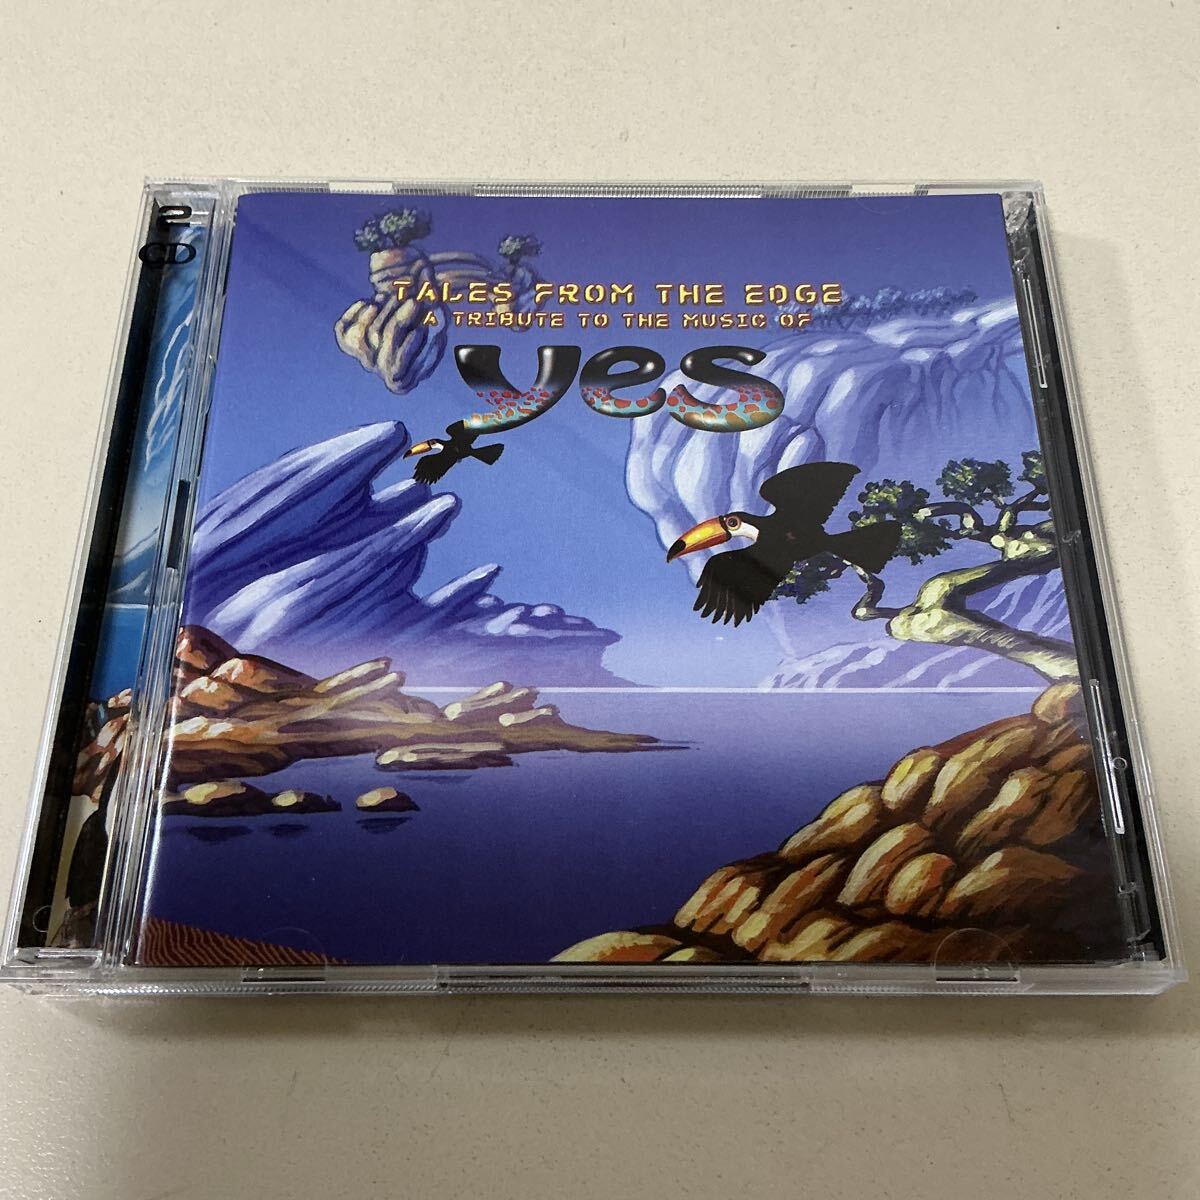 2
CD
TALES FROM THE EDGE
A TRIBUTE TO THE MUSIC OF
yes